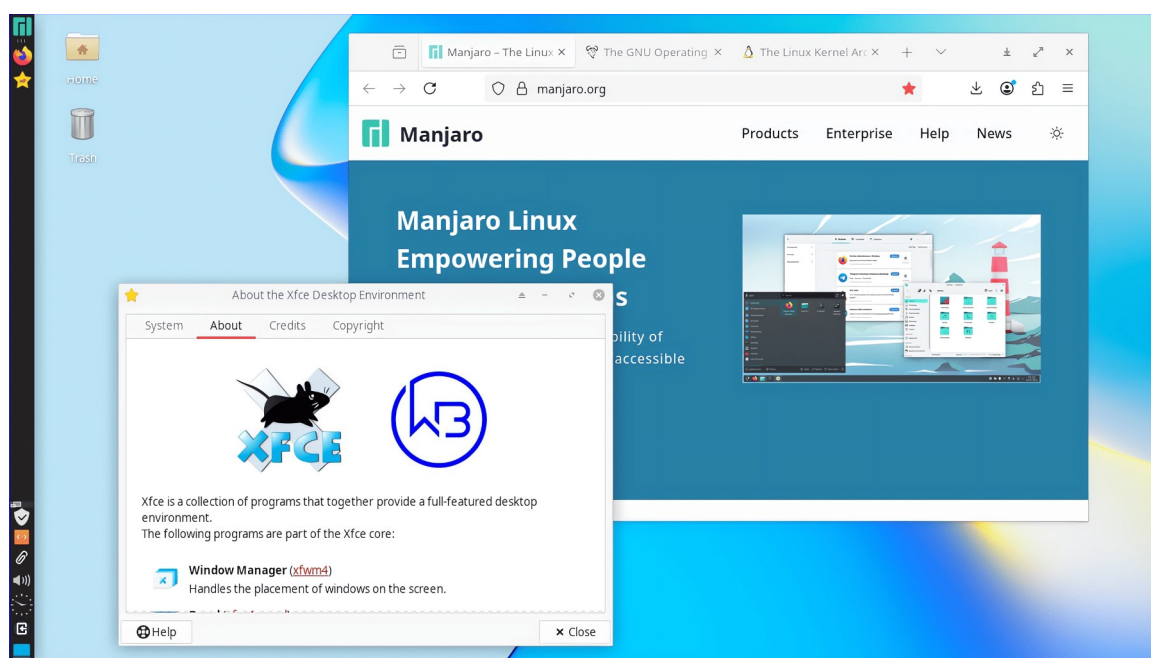 Home
Trash
Manjaro – The Linux
The GNU Operating
The Linux Kernel Arc
manjaro.org
Manjaro
Products Enterprise Help News
Manjaro Linux
Empowering People
s
bility of
accessible
About the Xfce Desktop Environment
System About Credits Copyright
XFCE
WB
Xfce is a collection of programs that together provide a full-featured desktop
environment.
The following programs are part of the Xfce core:
Window Manager (xfwm4)
Handles the placement of windows on the screen.
Help
Close